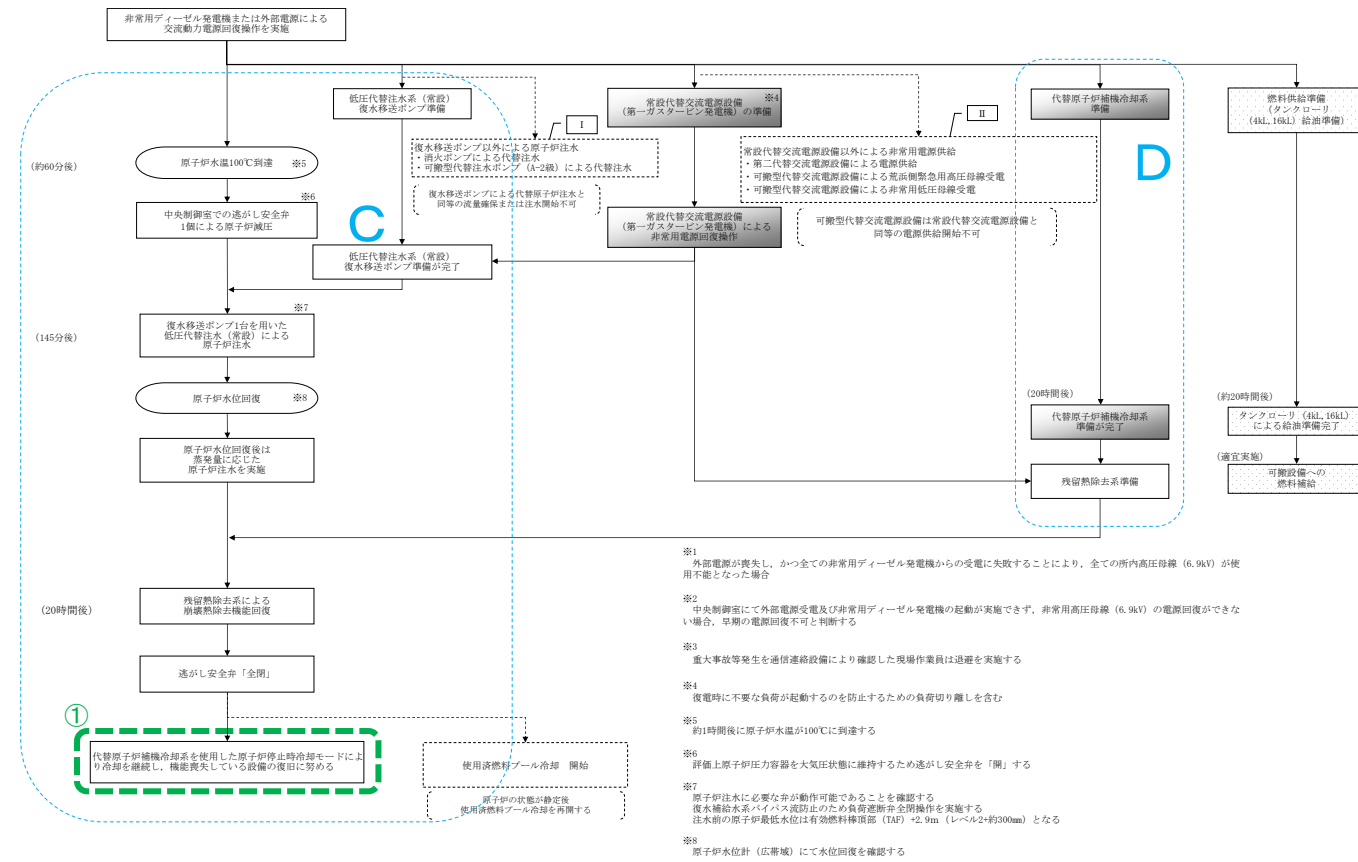 非常用ディーゼル発電機または外部電源による
交流動力電源回復操作を実施
低圧代替注水系（常設）
復水移送ポンプ準備
常設代替交流電源設備
（第一ガスタービン発電機）の準備
※4
代替原子炉補機冷却系
準備
燃料供給準備
（タンクローリ
(4kL,16kL) 給油準備）
Ⅰ
Ⅱ
復水移送ポンプ以外による原子炉注水
・消火ポンプによる代替注水
・可搬型代替注水ポンプ（A-2級）による代替注水
復水移送ポンプによる代替原子炉注水と
同等の流量確保または注水開始不可
常設代替交流電源設備以外による非常用電源供給
・第二代替交流電源設備による電源供給
・可搬型代替交流電源設備による荒浜側緊急用高圧母線受電
・可搬型代替交流電源設備による非常用低圧母線受電
可搬型代替交流電源設備は常設代替交流電源設備と
同等の電源供給開始不可
D
(約60分後)
原子炉水温100℃到達
※5
※6
中央制御室での逃がし安全弁
1個による原子炉減圧
C
常設代替交流電源設備
（第一ガスタービン発電機）による
非常用電源回復操作
低圧代替注水系（常設）
復水移送ポンプ準備が完了
※7
(145分後)
復水移送ポンプ1台を用いた
低圧代替注水（常設）による
原子炉注水
原子炉水位回復
※8
原子炉水位回復後は
蒸発量に応じた
原子炉注水を実施
(20時間後)
代替原子炉補機冷却系
準備が完了
残留熱除去系準備
(約20時間後)
タンクローリ (4kL,16kL)
による給油準備完了
(適宜実施)
可搬設備への
燃料補給
(20時間後)
残留熱除去系による
崩壊熱除去機能回復
逃がし安全弁「全閉」
①
代替原子炉補機冷却系を使用した原子炉停止時冷却モードによ
り冷却を継続し，機能喪失している設備の復旧に努める
使用済燃料プール冷却　開始
原子炉の状態が静定後
使用済燃料プール冷却を再開する
※1
外部電源が喪失し，かつ全ての非常用ディーゼル発電機からの受電に失敗することにより，全ての所内高圧母線（6.9kV）が使
用不能となった場合
※2
中央制御室にて外部電源受電及び非常用ディーゼル発電機の起動が実施できず，非常用高圧母線（6.9kV）の電源回復ができな
い場合，早期の電源回復不可と判断する
※3
重大事故等発生を通信連絡設備により確認した現場作業員は退避を実施する
※4
復電時に不要な負荷が起動するのを防止するための負荷切り離しを含む
※5
約1時間後に原子炉水温が100℃に到達する
※6
評価上原子炉圧力容器を大気圧状態に維持するため逃がし安全弁を「開」する
※7
原子炉注水に必要な弁が動作可能であることを確認する
復水補給水系バイパス流防止のため負荷遮断弁全閉操作を実施する
注水前の原子炉最低水位は有効燃料棒頂部（TAF）+2.9m（レベル2+約300mm）となる
※8
原子炉水位計（広帯域）にて水位回復を確認する